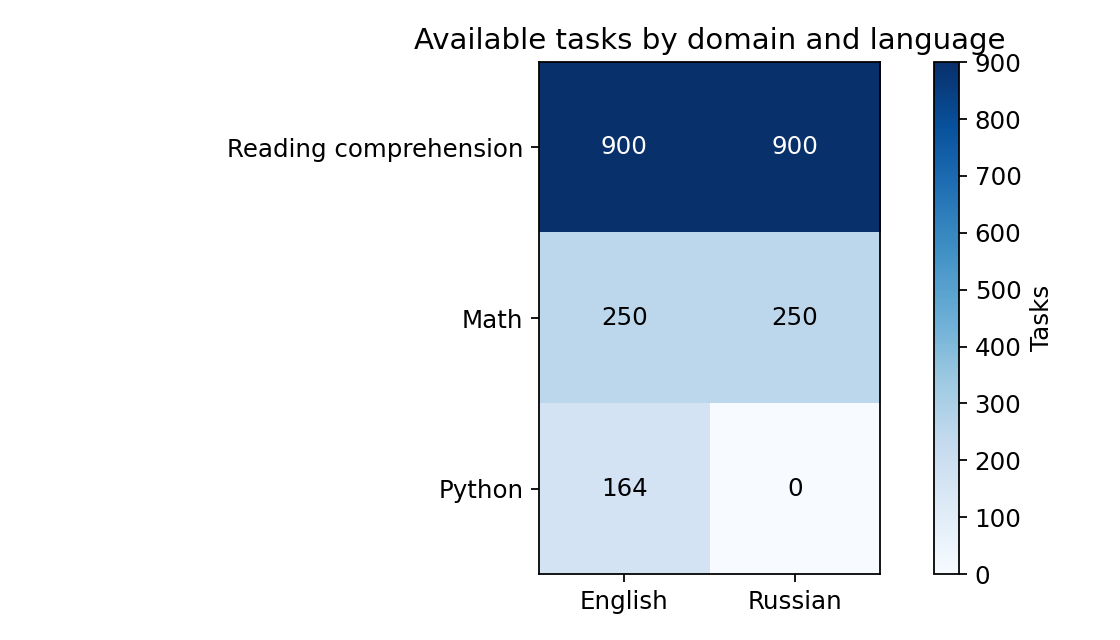 Available tasks by domain and language
Reading comprehension 900 900
Math 250 250
Python 164 0
English Russian
900
800
700
600
500
400
300
200
100
0
Tasks